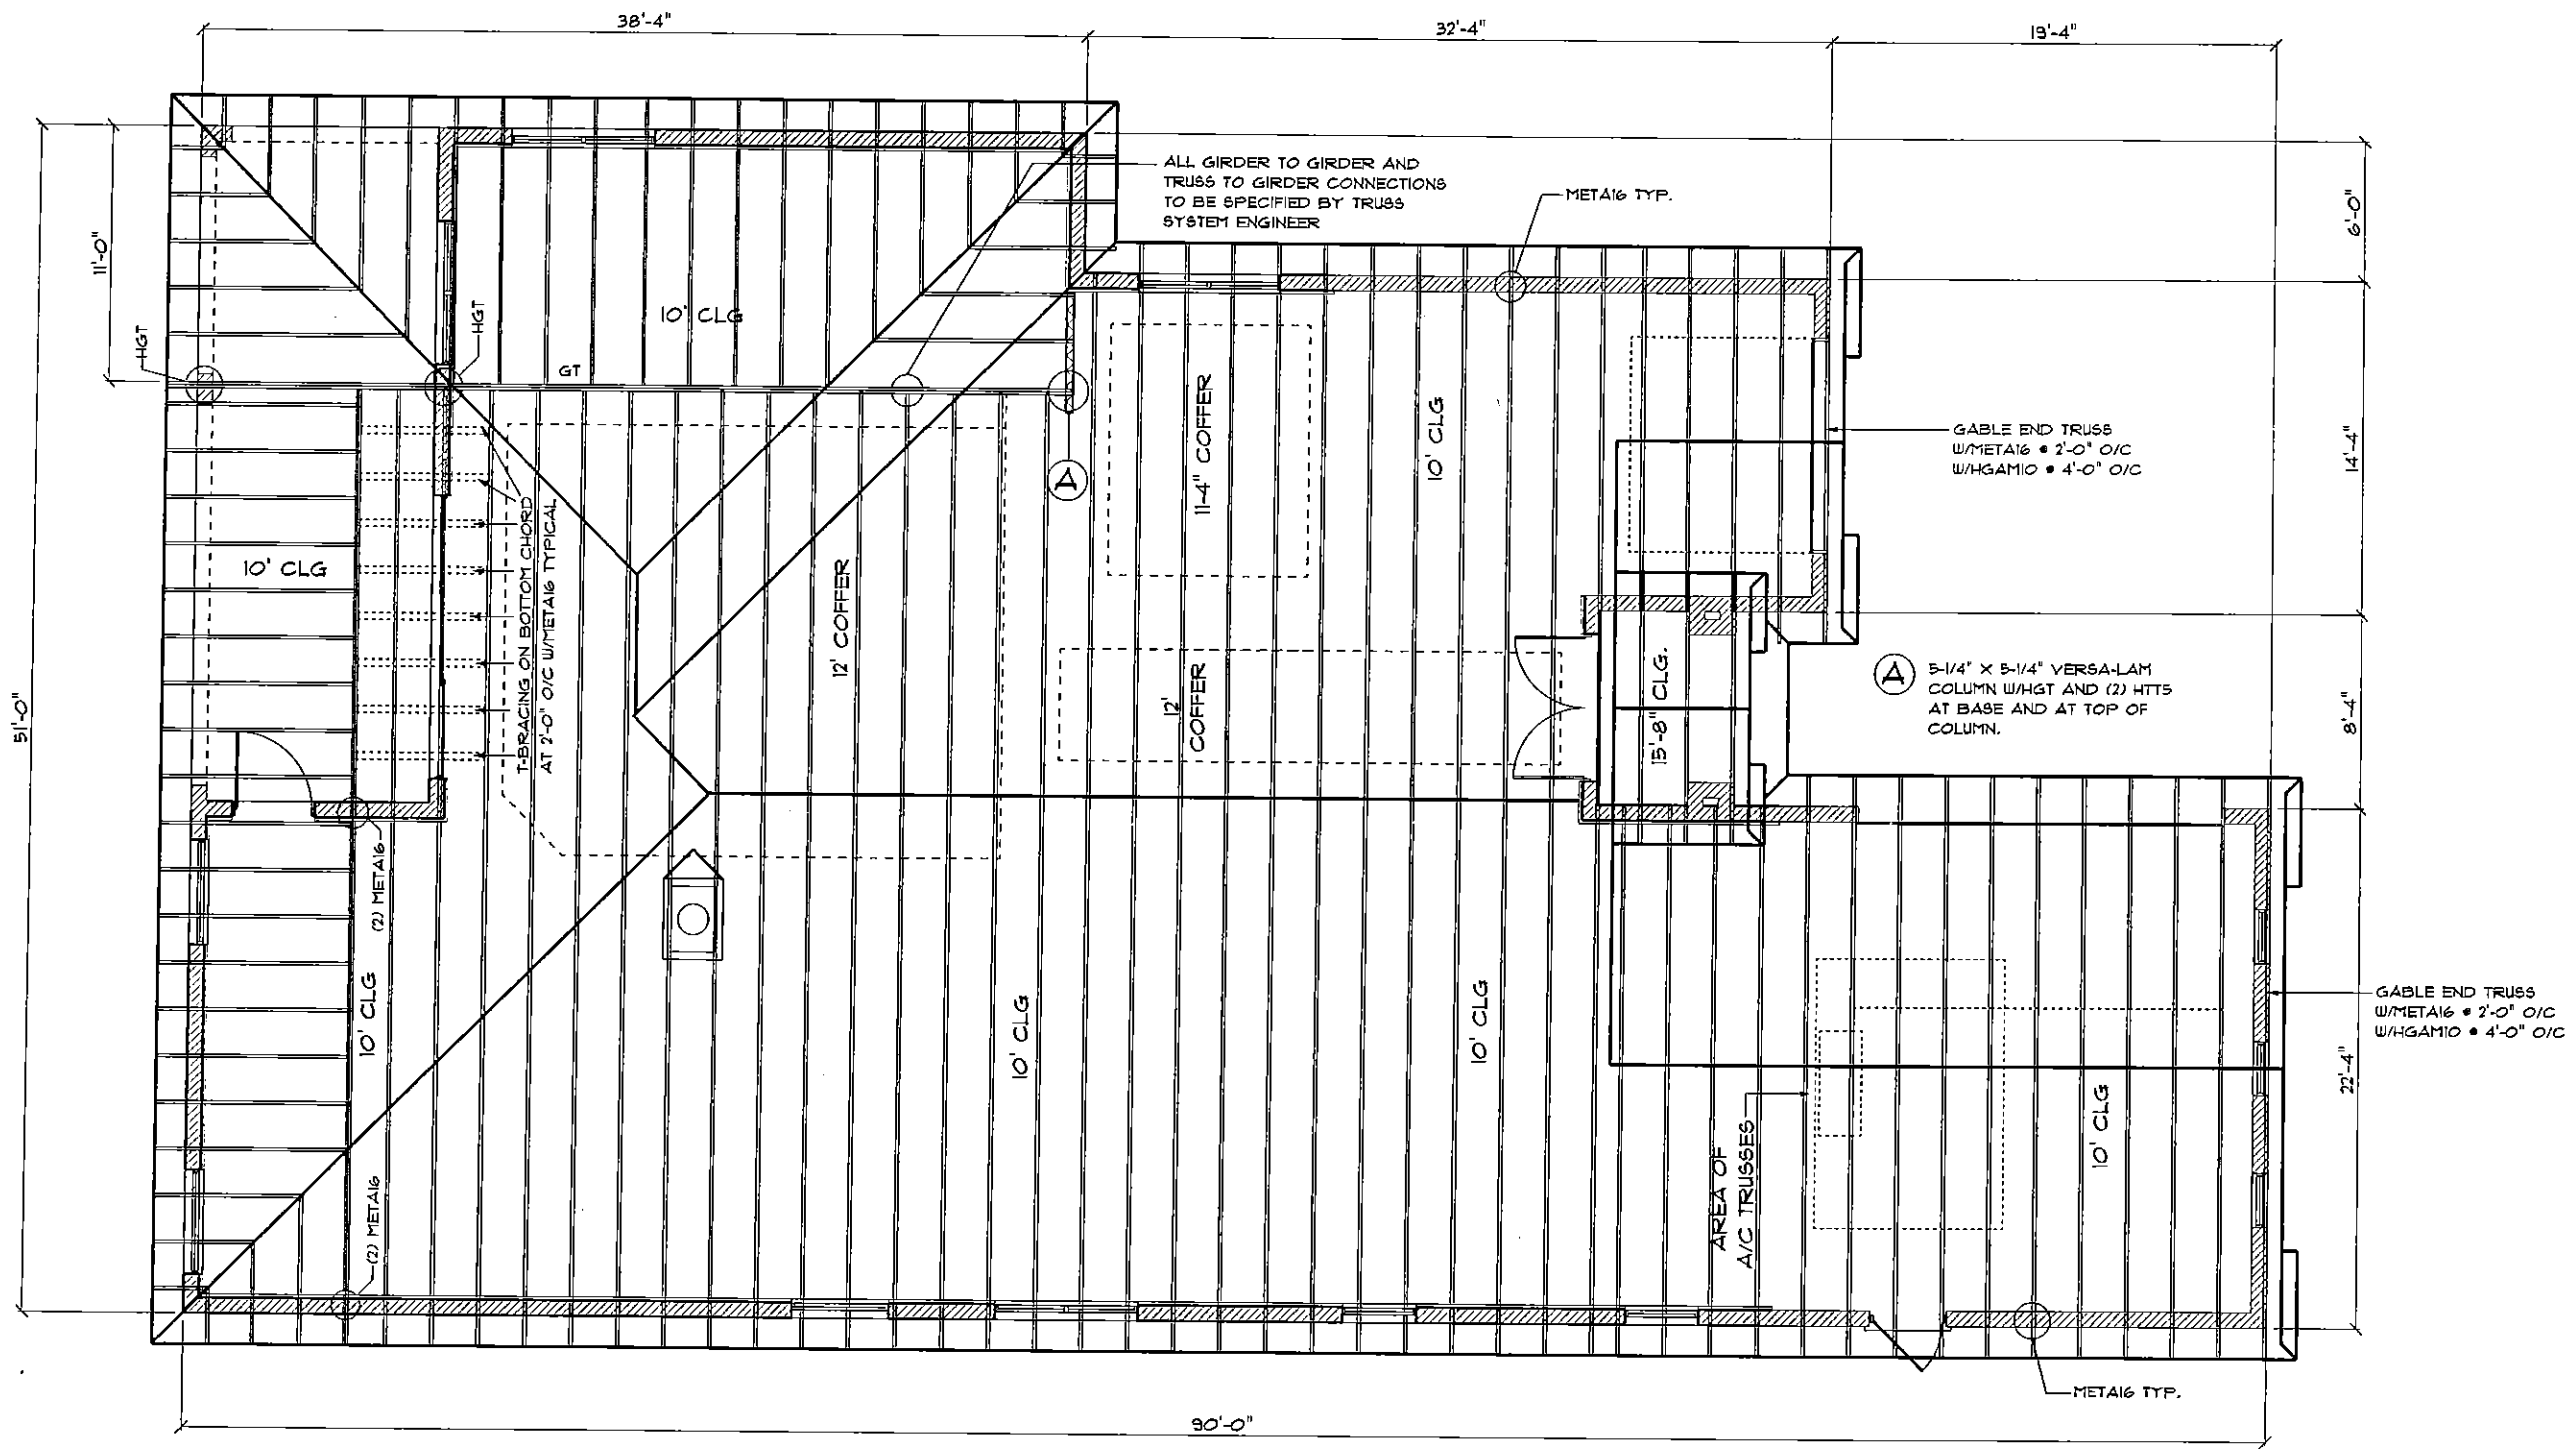 38'-4"
32'-4"
19'-4"
ALL GIRDER TO GIRDER AND
TRUSS TO GIRDER CONNECTIONS
TO BE SPECIFIED BY TRUSS
SYSTEM ENGINEER
META16 TYP.
6'-0"
11'-0"
HGT
HGT
10' CLG
GT
11-4" COFFER
10' CLG
GABLE END TRUSS
W/META16 @ 2'-0" O/C
W/HGAM10 @ 4'-0" O/C
14'-4"
A
10' CLG
T-BRACING ON BOTTOM CHORD
AT 2'-0" O/C W/META16 TYPICAL
12' COFFER
12'
COFFER
15'-8" CLG.
A
5-1/4" X 5-1/4" VERSA-LAM
COLUMN W/HGT AND (2) HTT5
AT BASE AND AT TOP OF
COLUMN.
8'-4"
51'-0"
(2) META16
10' CLG
10' CLG
10' CLG
GABLE END TRUSS
W/META16 @ 2'-0" O/C
W/HGAM10 @ 4'-0" O/C
22'-4"
10' CLG
AREA OF
A/C TRUSSES
(2) META16
META16 TYP.
90'-0"